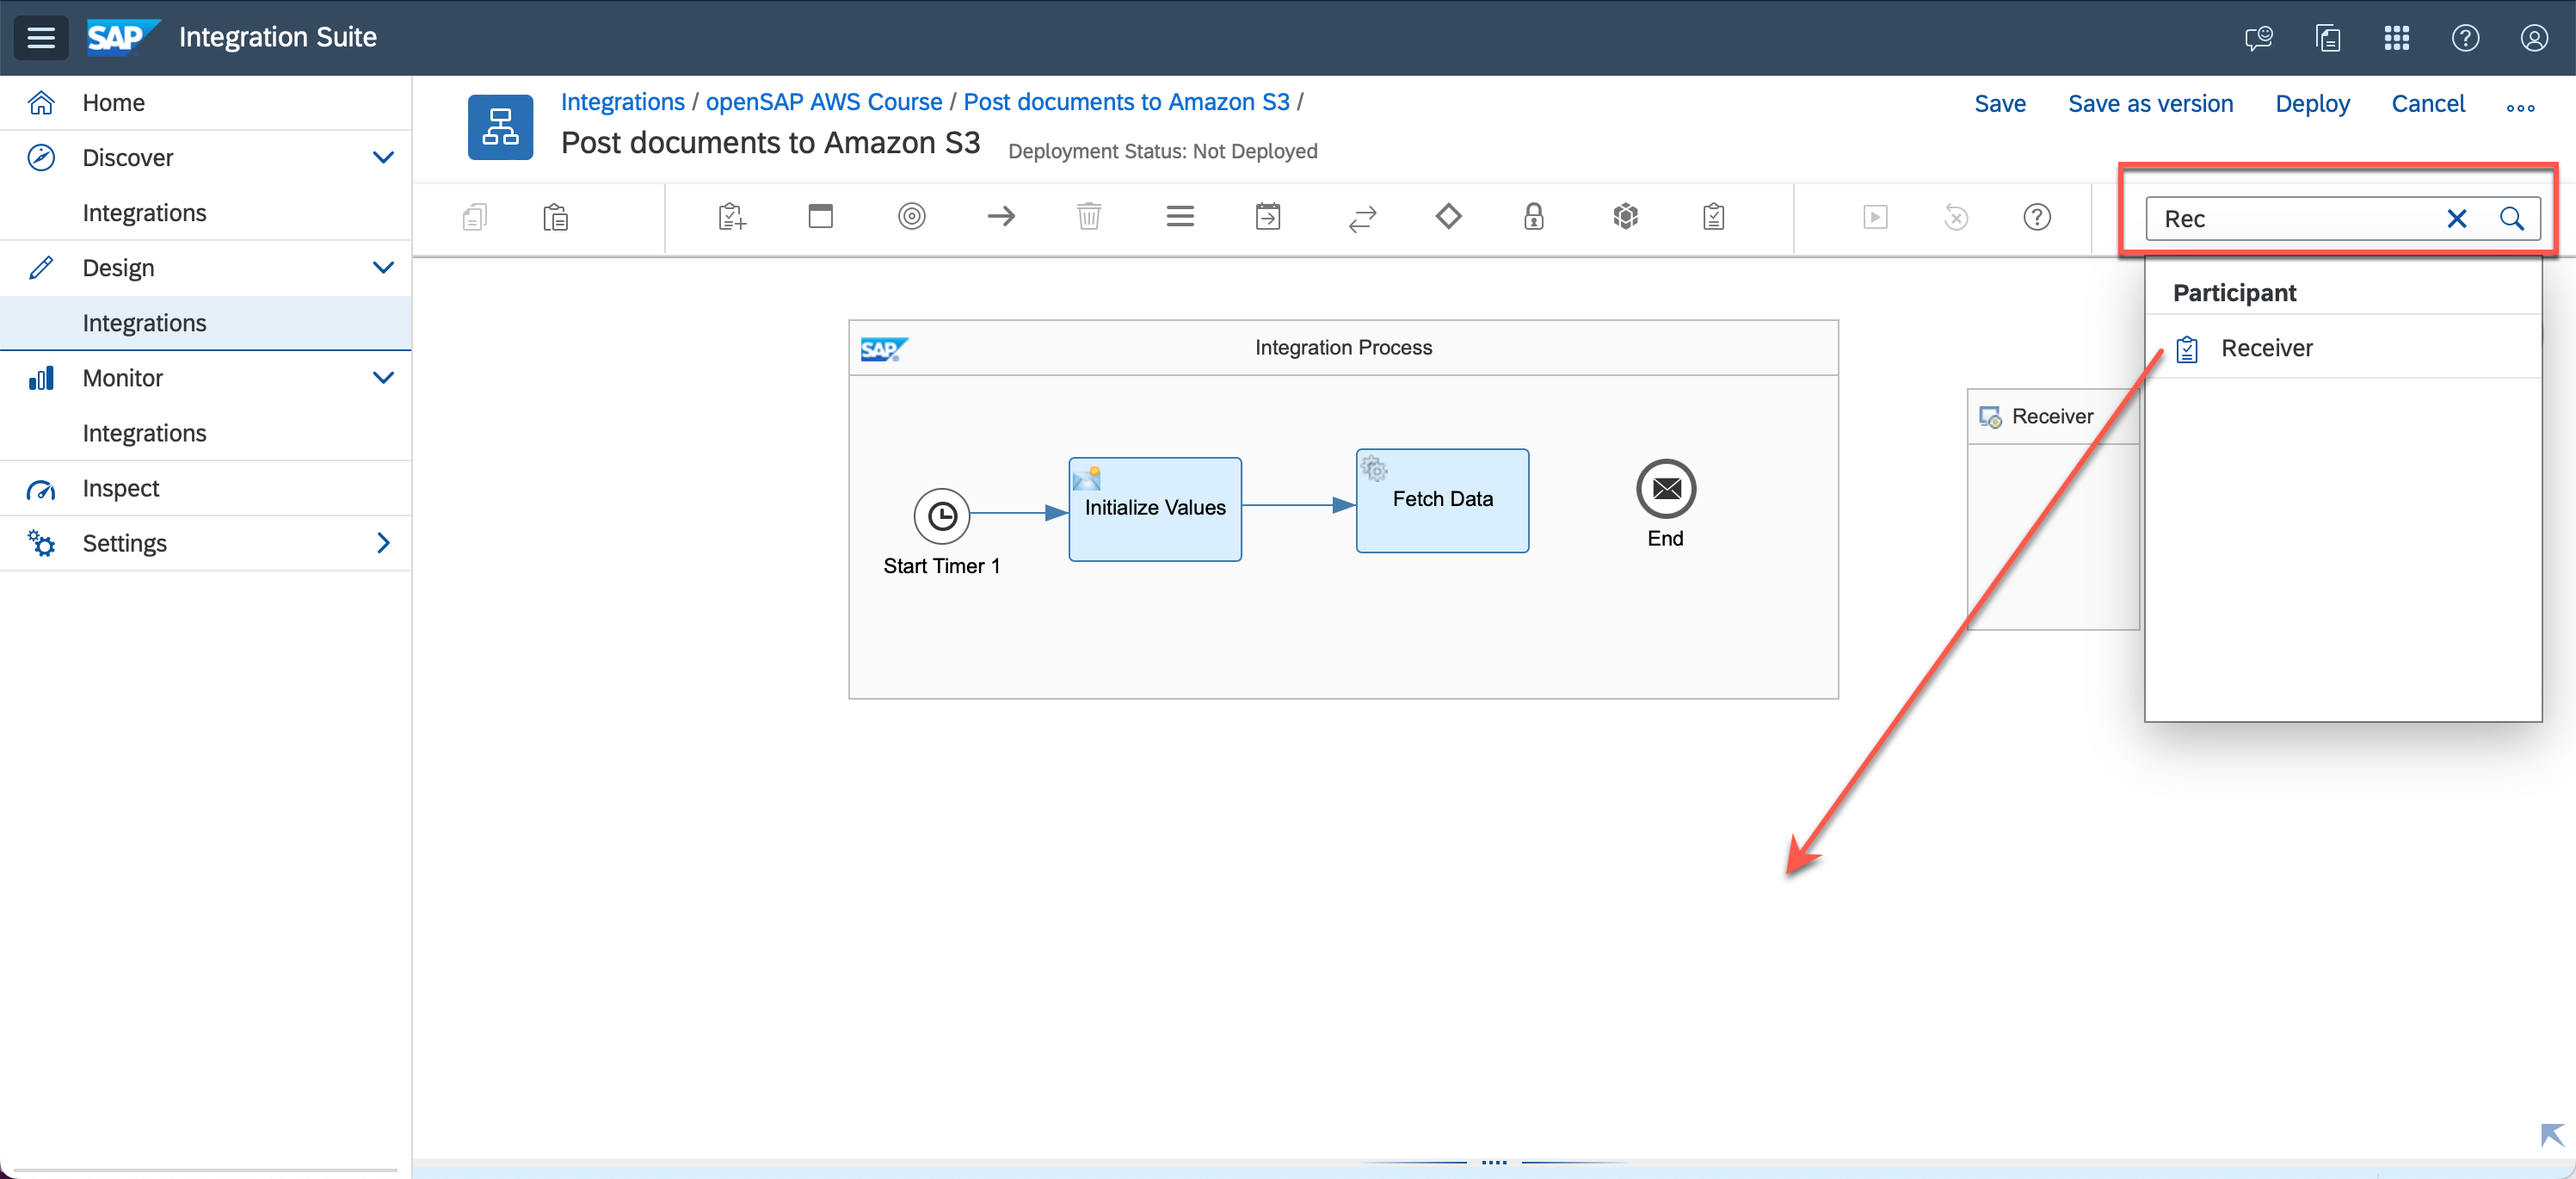 SAP Integration Suite
Home
Discover
Integrations
Design
Integrations
Monitor
Integrations
Inspect
Settings
Integrations / openSAP AWS Course / Post documents to Amazon S3 /
Post documents to Amazon S3 Deployment Status: Not Deployed
Save Save as version Deploy Cancel
Rec
Participant
Receiver
SAP Integration Process
Start Timer 1
Initialize Values
Fetch Data
End
Receiver